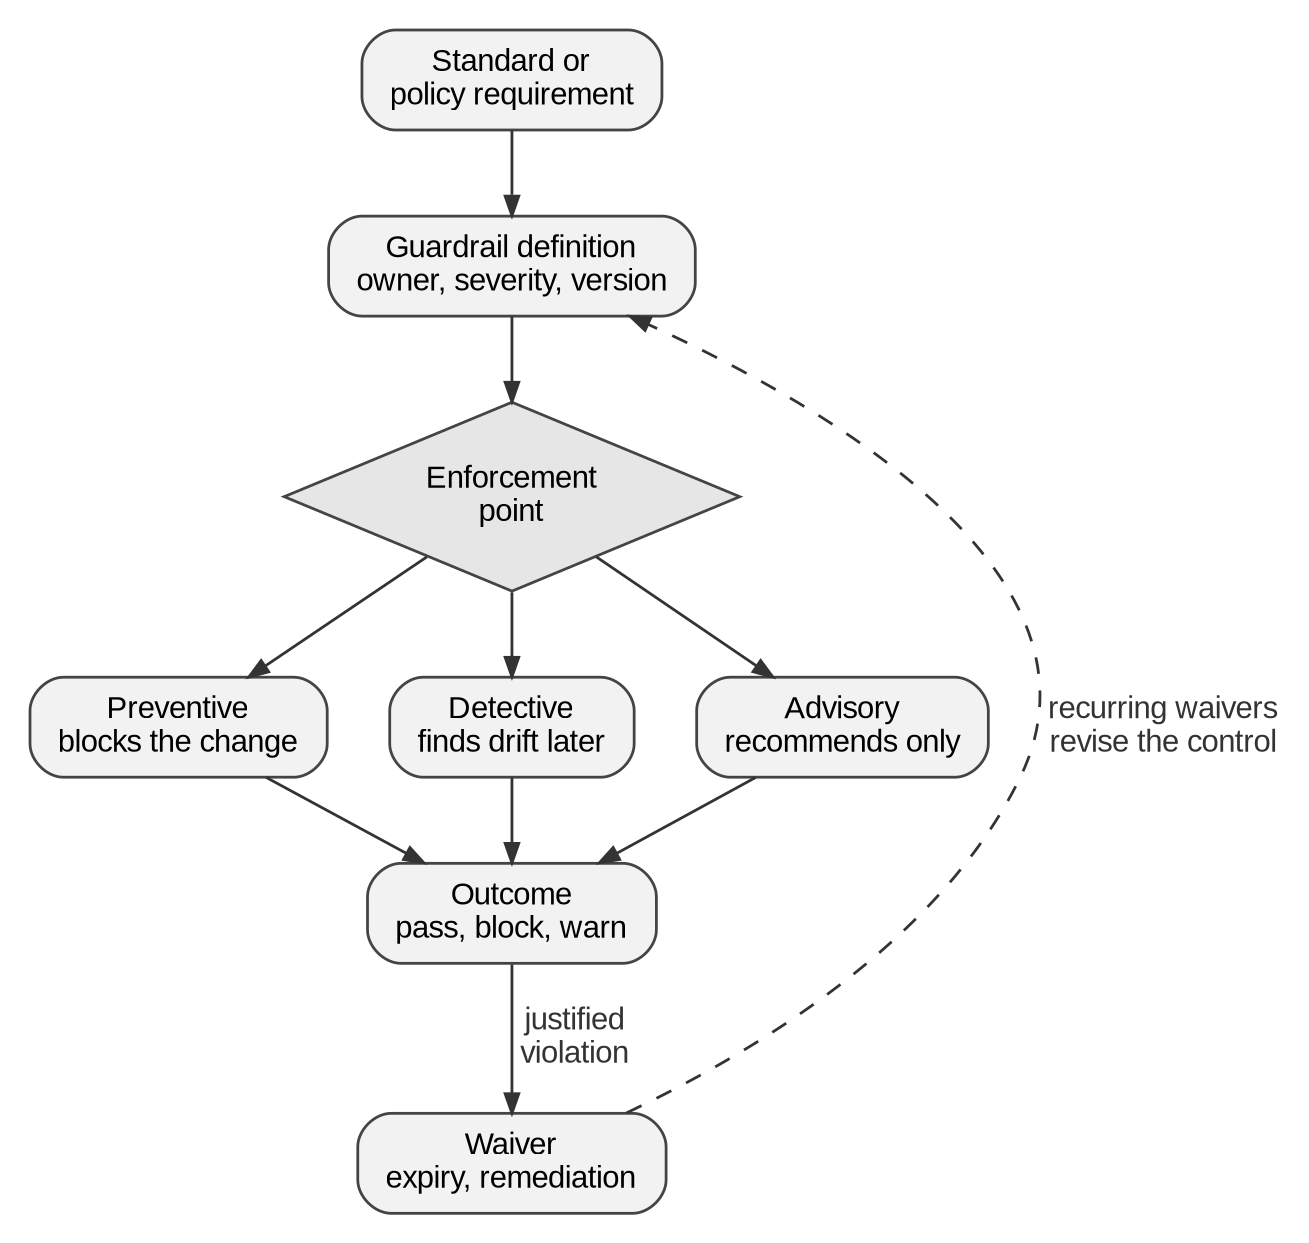 Standard or
policy requirement
Guardrail definition
owner, severity, version
Enforcement
point
Preventive
blocks the change
Detective
finds drift later
Advisory
recommends only
recurring waivers
revise the control
Outcome
pass, block, warn
justified
violation
Waiver
expiry, remediation